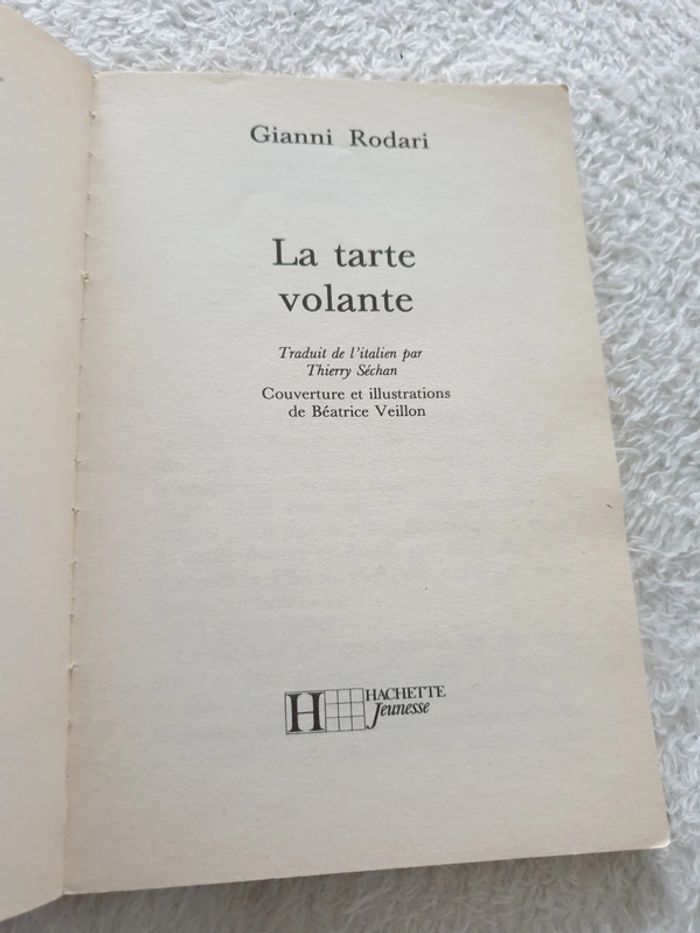 Gianni Rodari
La tarte
volante
Traduit de l'italien par
Thierry Séchan
Couverture et illustrations
de Béatrice Veillon
H HACHETTE
Jeunesse